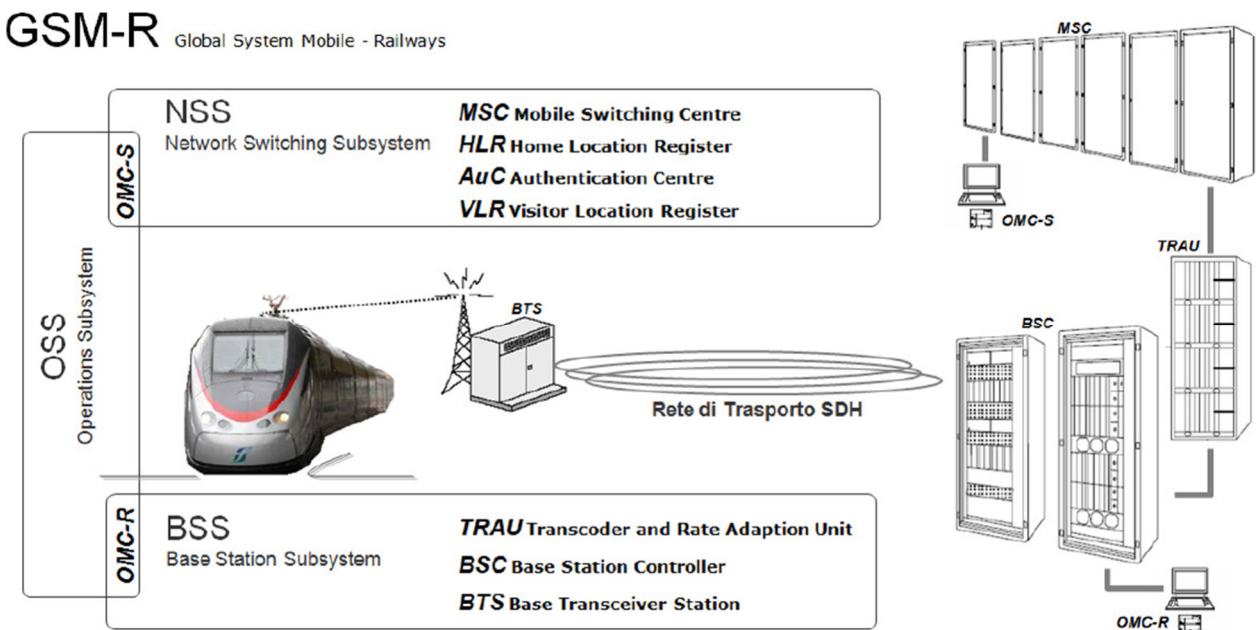 GSM-R Global System Mobile - Railways
NSS
Network Switching Subsystem
MSC Mobile Switching Centre
HLR Home Location Register
AuC Authentication Centre
VLR Visitor Location Register
OMC-S
OSS
Operations Subsystem
OMC-R
BTS
Rete di Trasporto SDH
BSS
Base Station Subsystem
TRAU Transcoder and Rate Adaption Unit
BSC Base Station Controller
BTS Base Transceiver Station
MSC
OMC-S
TRAU
BSC
OMC-R